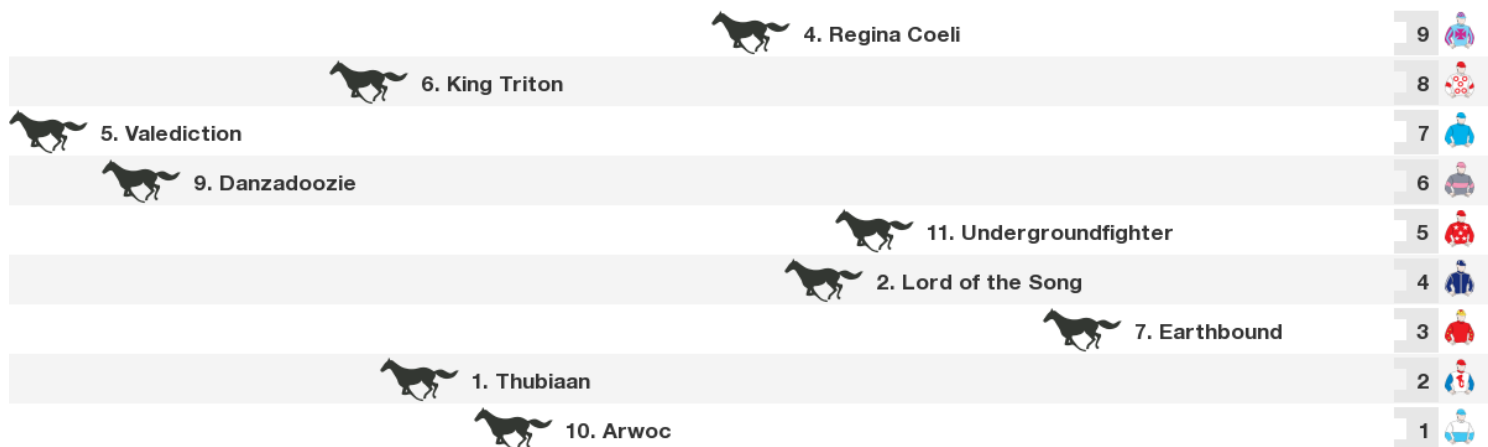 4. Regina Coeli 9
6. King Triton 8
5. Valediction 7
9. Danzadoozie 6
11. Undergroundfighter 5
2. Lord of the Song 4
7. Earthbound 3
1. Thubiaan 2
10. Arwoc 1